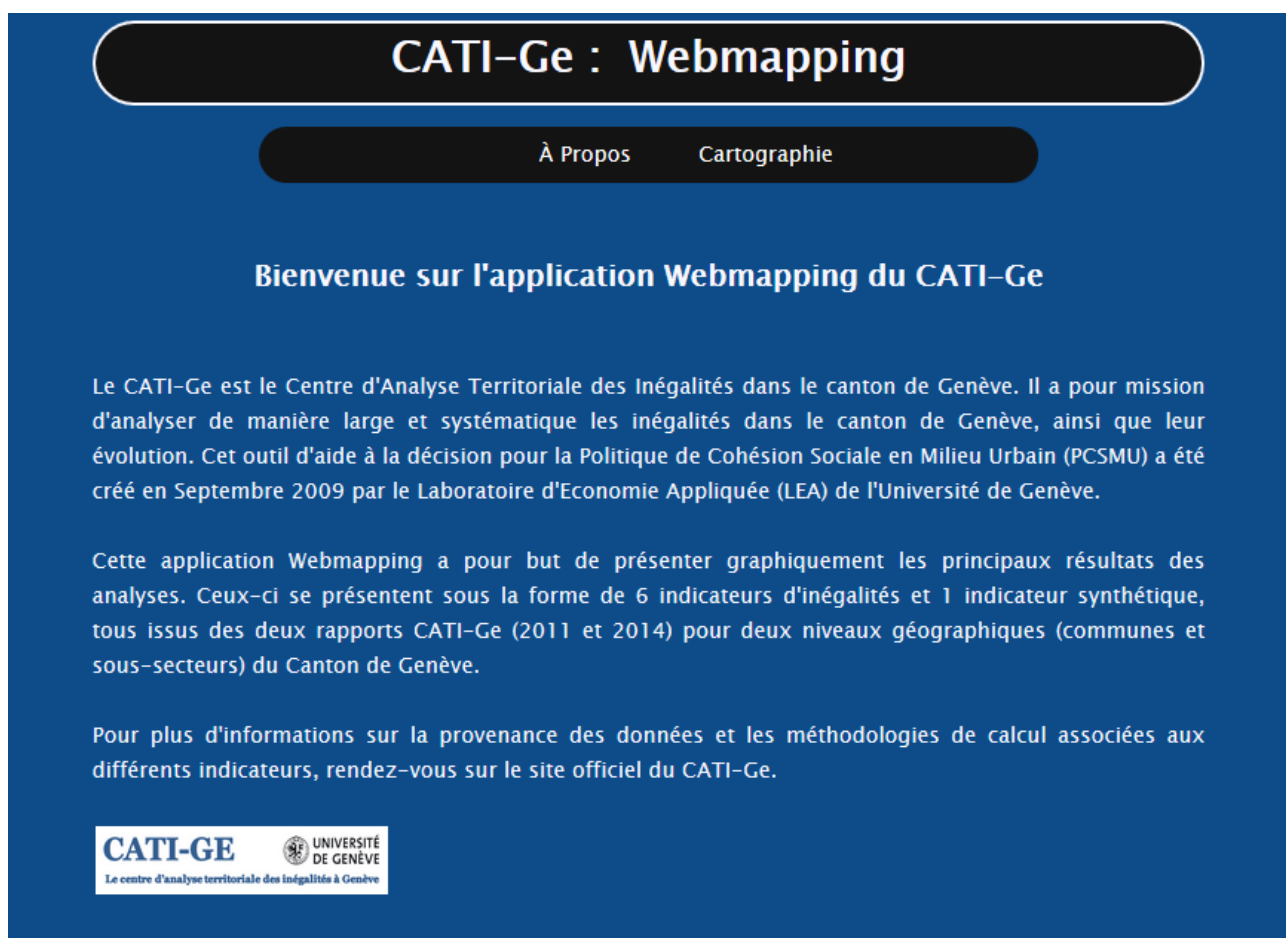 CATI-Ge : Webmapping
À Propos Cartographie
Bienvenue sur l'application Webmapping du CATI-Ge
Le CATI-Ge est le Centre d'Analyse Territoriale des Inégalités dans le canton de Genève. Il a pour mission
d'analyser de manière large et systématique les inégalités dans le canton de Genève, ainsi que leur
évolution. Cet outil d'aide à la décision pour la Politique de Cohésion Sociale en Milieu Urbain (PCSMU) a été
créé en Septembre 2009 par le Laboratoire d'Economie Appliquée (LEA) de l'Université de Genève.
Cette application Webmapping a pour but de présenter graphiquement les principaux résultats des
analyses. Ceux-ci se présentent sous la forme de 6 indicateurs d'inégalités et 1 indicateur synthétique,
tous issus des deux rapports CATI-Ge (2011 et 2014) pour deux niveaux géographiques (communes et
sous-secteurs) du Canton de Genève.
Pour plus d'informations sur la provenance des données et les méthodologies de calcul associées aux
différents indicateurs, rendez-vous sur le site officiel du CATI-Ge.
CATI-GE
UNIVERSITÉ
DE GENÈVE
Le centre d'analyse territoriale des inégalités à Genève